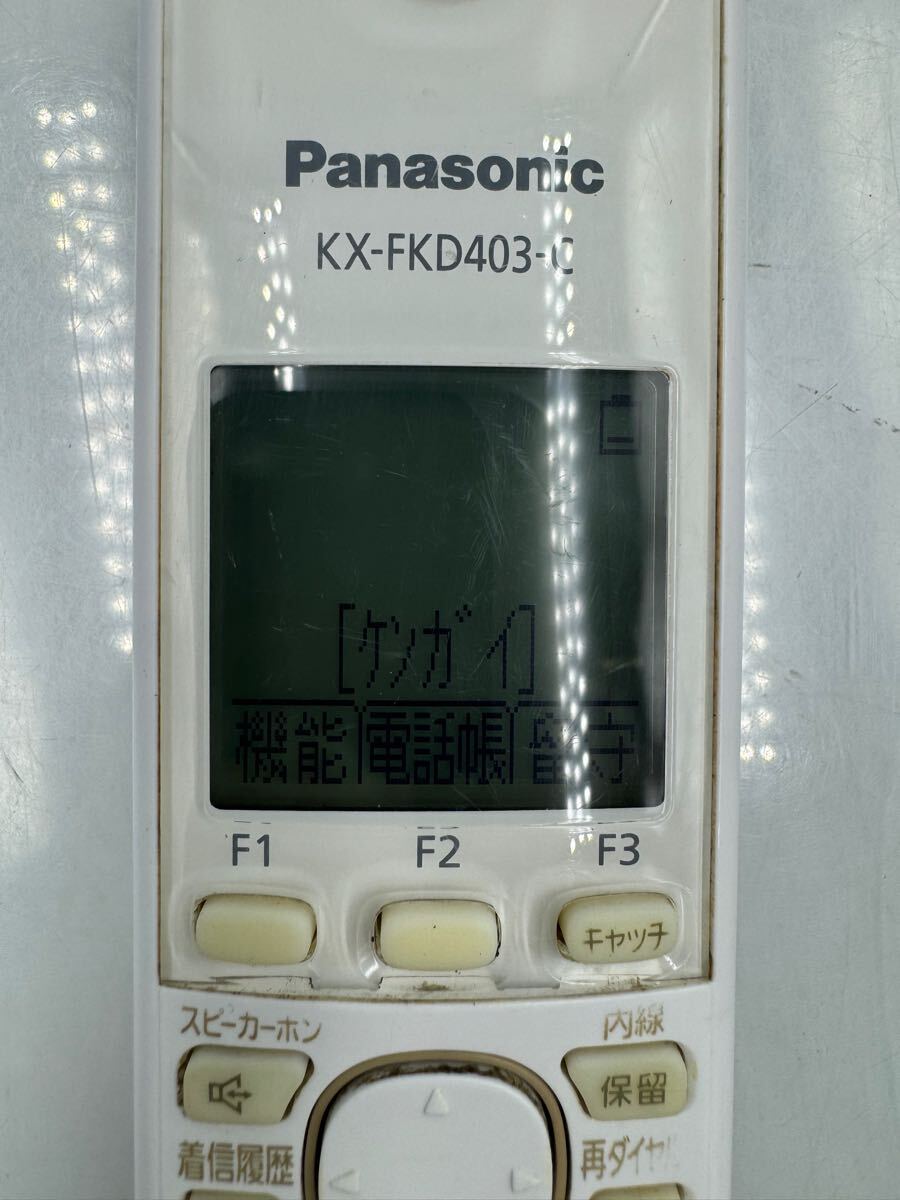 Panasonic
KX-FKD403-C
[ｹﾝｶﾞｲ]
機能 電話帳 留守
F1 F2 F3
キャッチ
スピーカーホン 内線
保留
着信履歴 再ダイヤル